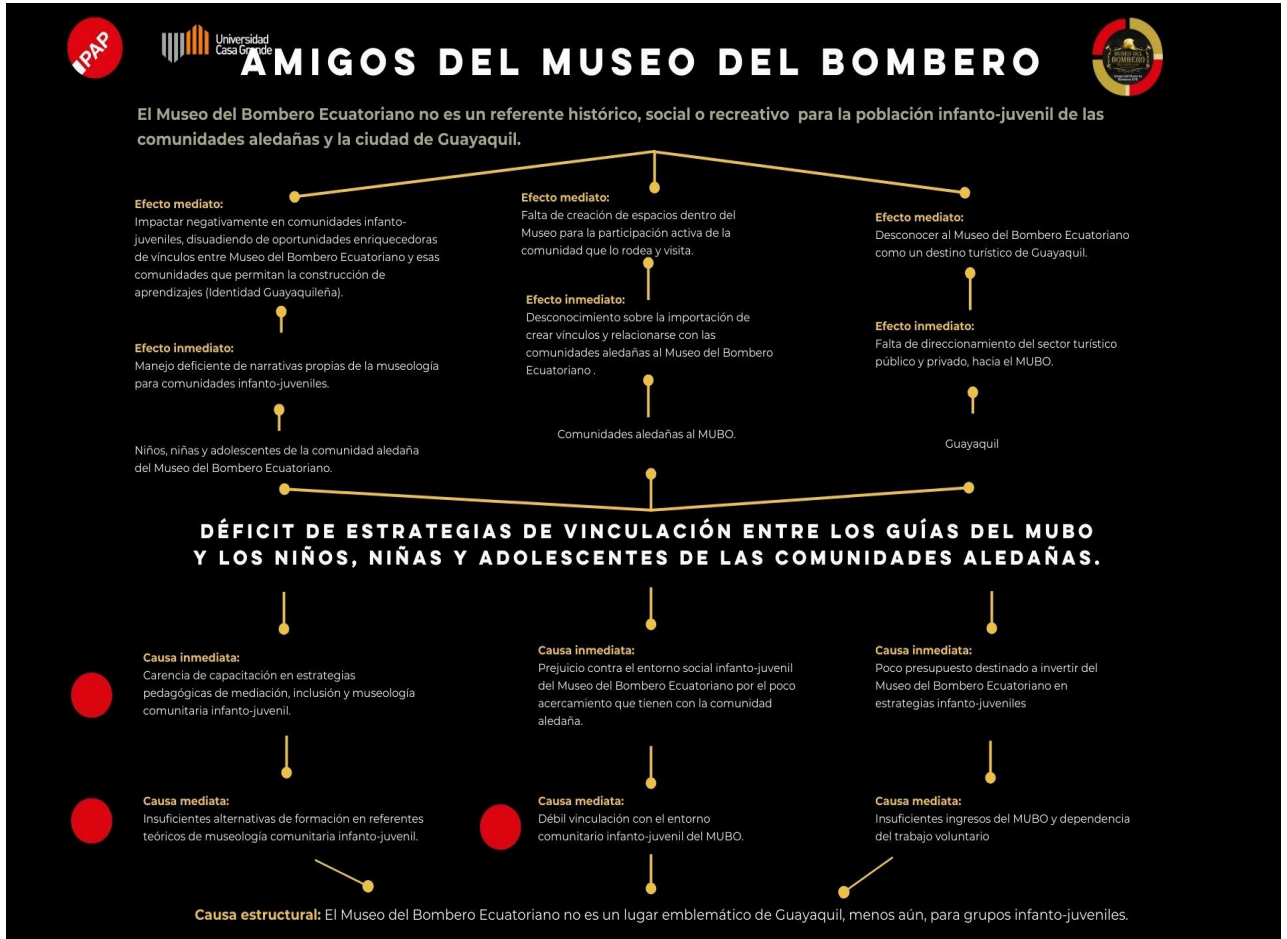 PAP
Universidad
Casa Grande
AMIGOS DEL MUSEO DEL BOMBERO
MUSEO DEL
BOMBERO
El Museo del Bombero Ecuatoriano no es un referente histórico, social o recreativo para la población infanto-juvenil de las
comunidades aledañas y la ciudad de Guayaquil.
Efecto mediato:
Impactar negativamente en comunidades infanto-
juveniles, disuadiendo de oportunidades enriquecedoras
de vínculos entre Museo del Bombero Ecuatoriano y esas
comunidades que permitan la construcción de
aprendizajes (Identidad Guayaquileña).
Efecto inmediato:
Manejo deficiente de narrativas propias de la museología
para comunidades infanto-juveniles.
Niños, niñas y adolescentes de la comunidad aledaña
del Museo del Bombero Ecuatoriano.
Efecto mediato:
Falta de creación de espacios dentro del
Museo para la participación activa de la
comunidad que lo rodea y visita.
Efecto inmediato:
Desconocimiento sobre la importación de
crear vínculos y relacionarse con las
comunidades aledañas al Museo del Bombero
Ecuatoriano .
Comunidades aledañas al MUBO.
Efecto mediato:
Desconocer al Museo del Bombero Ecuatoriano
como un destino turístico de Guayaquil.
Efecto inmediato:
Falta de direccionamiento del sector turístico
público y privado, hacia el MUBO.
Guayaquil
DÉFICIT DE ESTRATEGIAS DE VINCULACIÓN ENTRE LOS GUÍAS DEL MUBO
Y LOS NIÑOS, NIÑAS Y ADOLESCENTES DE LAS COMUNIDADES ALEDAÑAS.
Causa inmediata:
Carencia de capacitación en estrategias
pedagógicas de mediación, inclusión y museología
comunitaria infanto-juvenil.
Causa mediata:
Insuficientes alternativas de formación en referentes
teóricos de museología comunitaria infanto-juvenil.
Causa inmediata:
Prejuicio contra el entorno social infanto-juvenil
del Museo del Bombero Ecuatoriano por el poco
acercamiento que tienen con la comunidad
aledaña.
Causa mediata:
Débil vinculación con el entorno
comunitario infanto-juvenil del MUBO.
Causa inmediata:
Poco presupuesto destinado a invertir del
Museo del Bombero Ecuatoriano en
estrategias infanto-juveniles
Causa mediata:
Insuficientes ingresos del MUBO y dependencia
del trabajo voluntario
Causa estructural: El Museo del Bombero Ecuatoriano no es un lugar emblemático de Guayaquil, menos aún, para grupos infanto-juveniles.